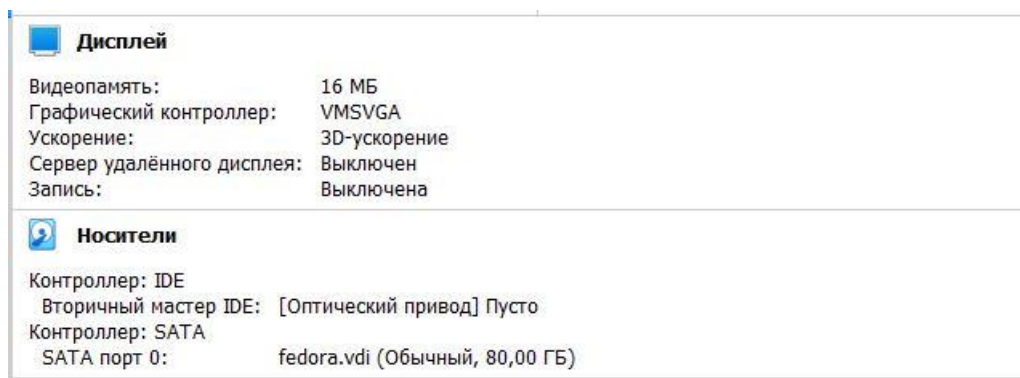 Дисплей
Видеопамять: 16 МБ
Графический контроллер: VMSVGA
Ускорение: 3D-ускорение
Сервер удалённого дисплея: Выключен
Запись: Выключена
Носители
Контроллер: IDE
Вторичный мастер IDE: [Оптический привод] Пусто
Контроллер: SATA
SATA порт 0: fedora.vdi (Обычный, 80,00 ГБ)